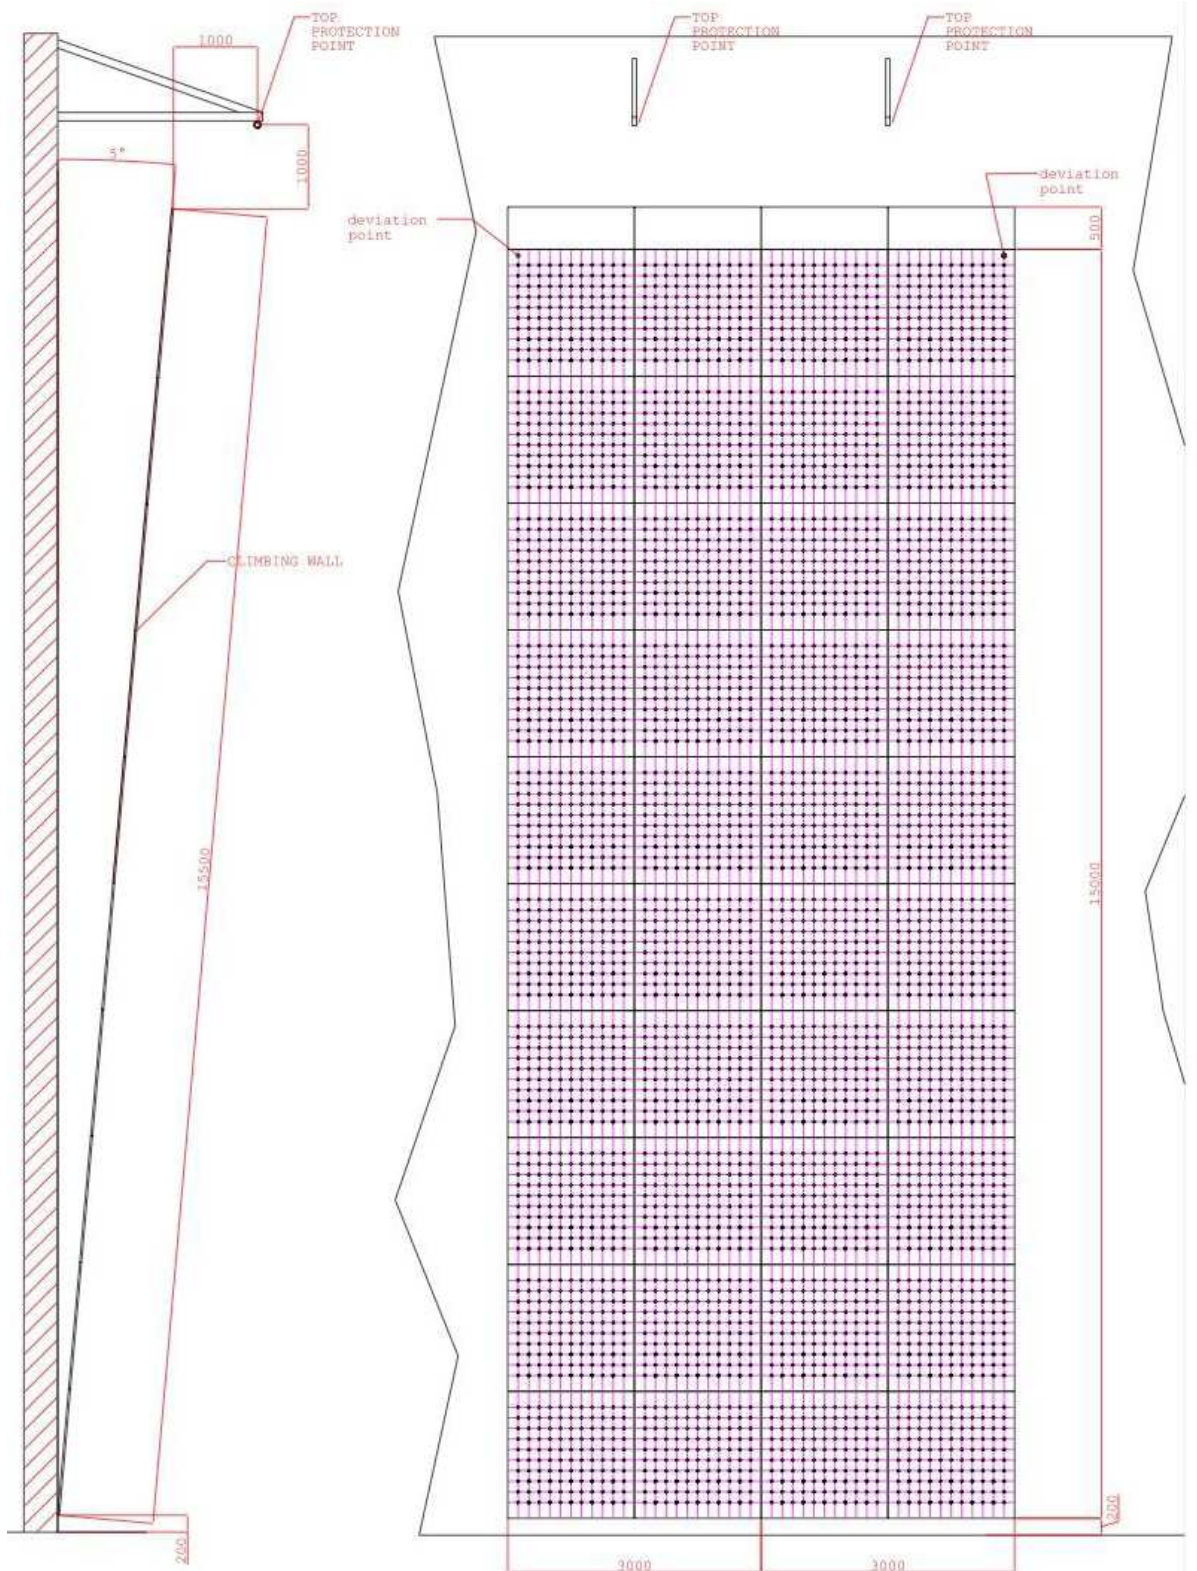 TOP
PROTECTION
POINT
1000
TOP
PROTECTION
POINT
TOP
PROTECTION
POINT
5°
1000
deviation
point
deviation
point
500
CLIMBING WALL
15500
15000
200
200
3000
3000